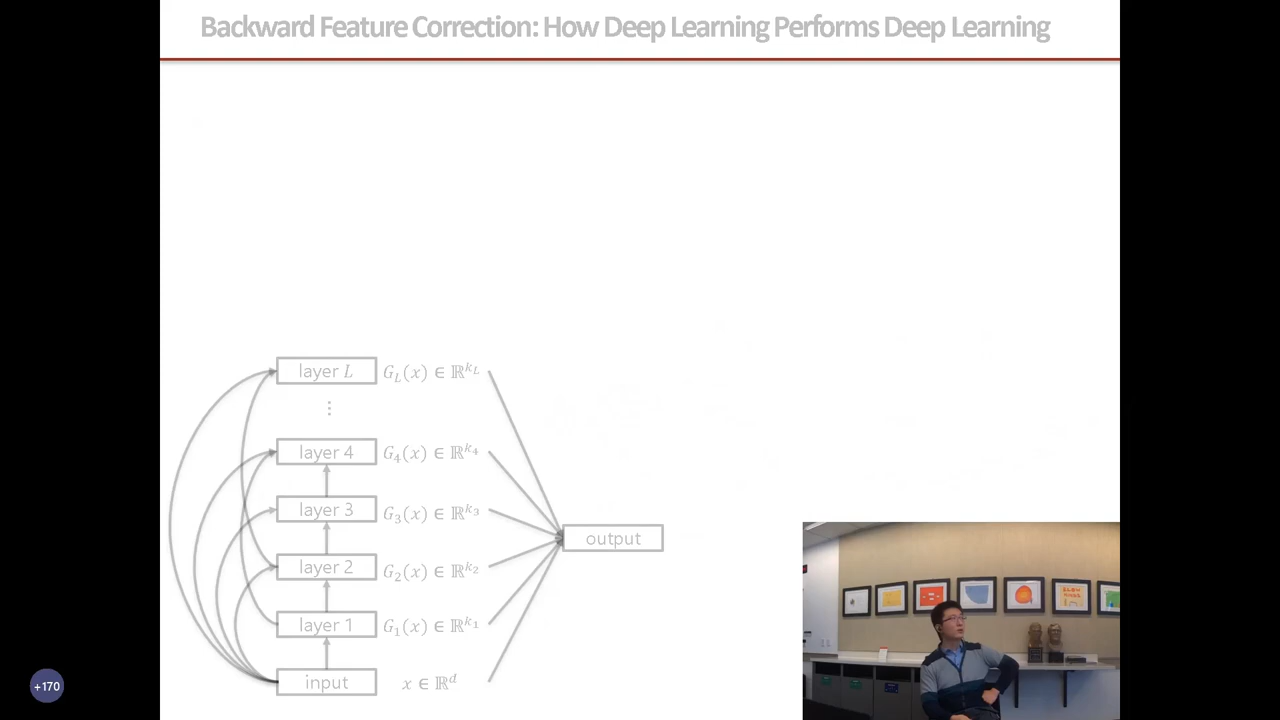 Backward Feature Correction: How Deep Learning Performs Deep Learning
layer L G_L(x) ∈ ℝ^{k_L}
⋮
layer 4 G_4(x) ∈ ℝ^{k_4}
layer 3 G_3(x) ∈ ℝ^{k_3}
output
layer 2 G_2(x) ∈ ℝ^{k_2}
layer 1 G_1(x) ∈ ℝ^{k_1}
input x ∈ ℝ^d
+170